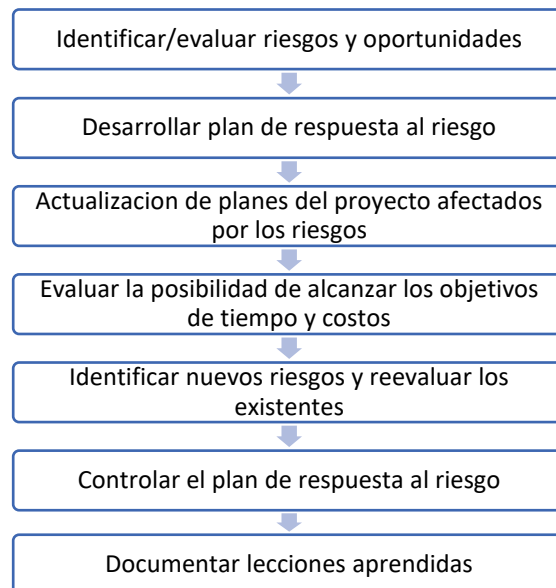 Identificar/evaluar riesgos y oportunidades
Desarrollar plan de respuesta al riesgo
Actualizacion de planes del proyecto afectados
por los riesgos
Evaluar la posibilidad de alcanzar los objetivos
de tiempo y costos
Identificar nuevos riesgos y reevaluar los
existentes
Controlar el plan de respuesta al riesgo
Documentar lecciones aprendidas